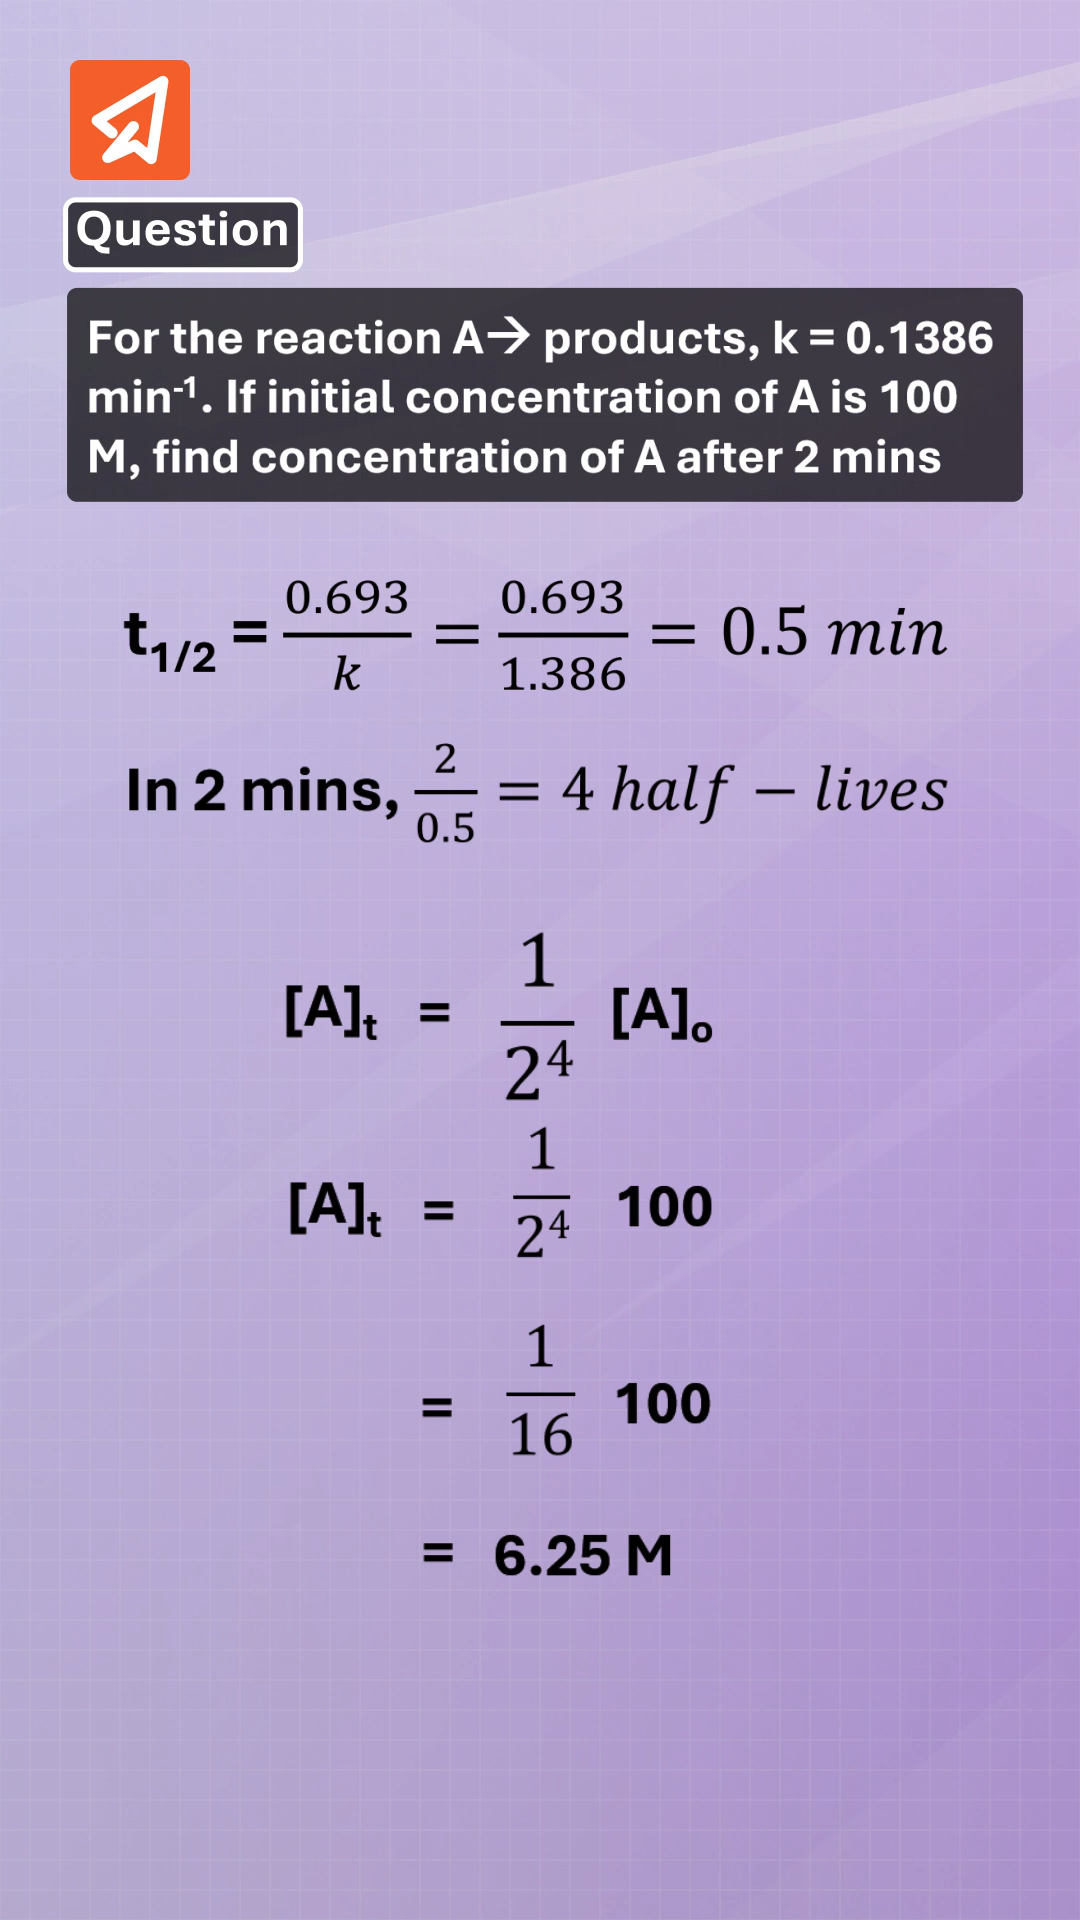 Question
For the reaction A→ products, k = 0.1386
min⁻¹. If initial concentration of A is 100
M, find concentration of A after 2 mins
t₁/₂ = 0.693/k = 0.693/1.386 = 0.5 min
In 2 mins, 2/0.5 = 4 half − lives
[A]ₜ = 1/2⁴ [A]ₒ
[A]ₜ = 1/2⁴ 100
= 1/16 100
= 6.25 M